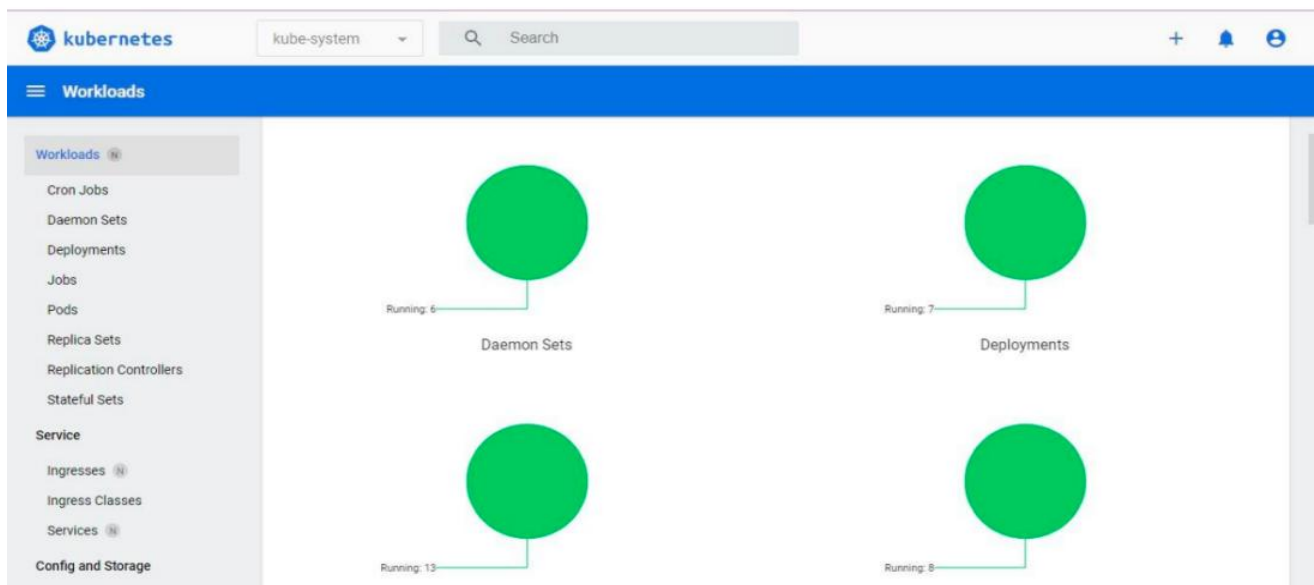 kubernetes
kube-system
Search
Workloads
Workloads N
Cron Jobs
Daemon Sets
Deployments
Jobs
Pods
Replica Sets
Replication Controllers
Stateful Sets
Service
Ingresses N
Ingress Classes
Services N
Config and Storage
Running: 6
Daemon Sets
Running: 7
Deployments
Running: 13
Running: 8